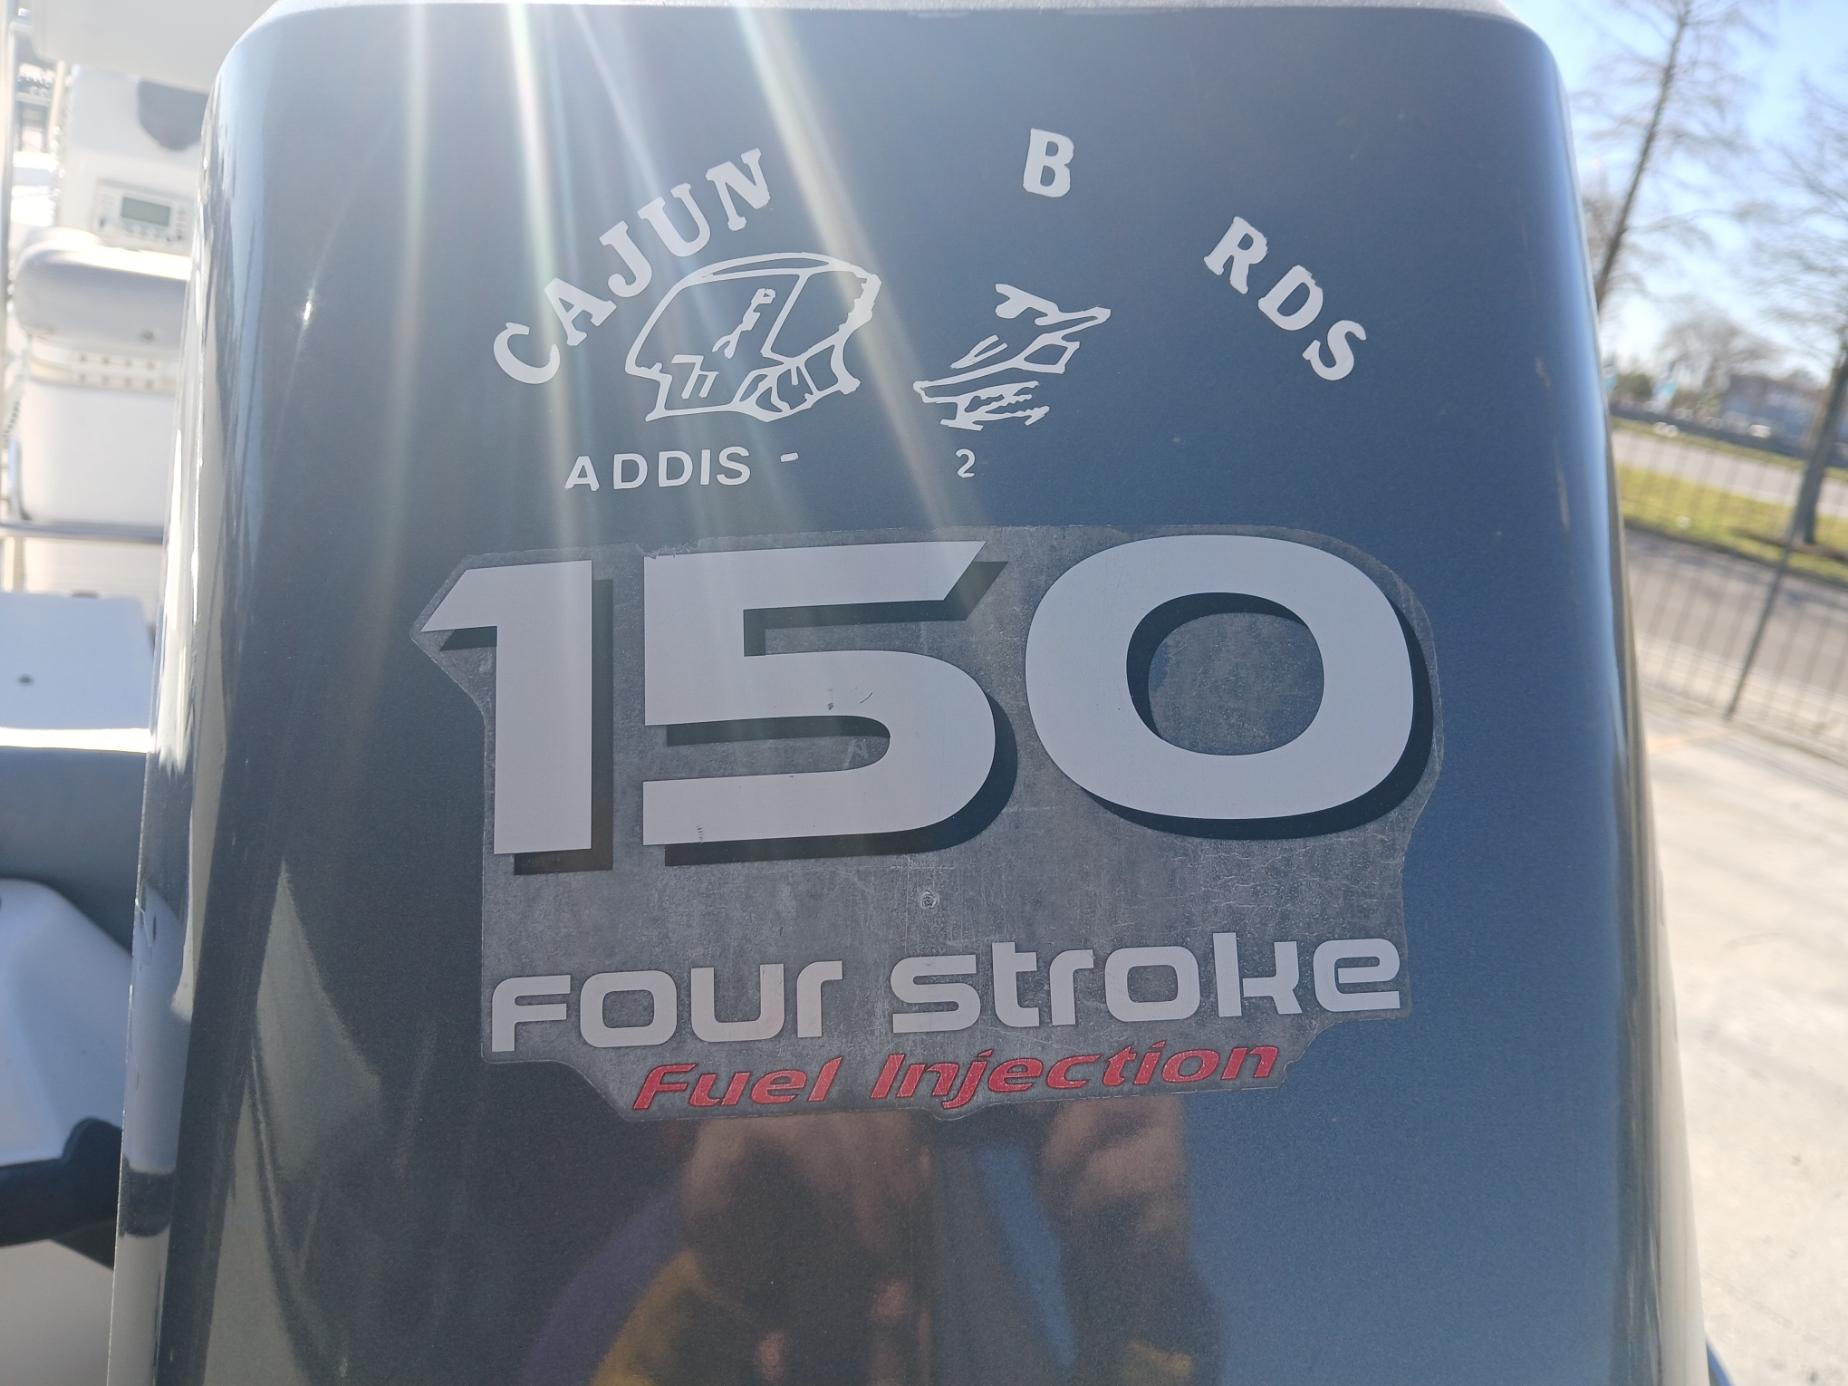 CAJUN B RDS
ADDIS - 2
150
FOUR STROKE
Fuel Injection